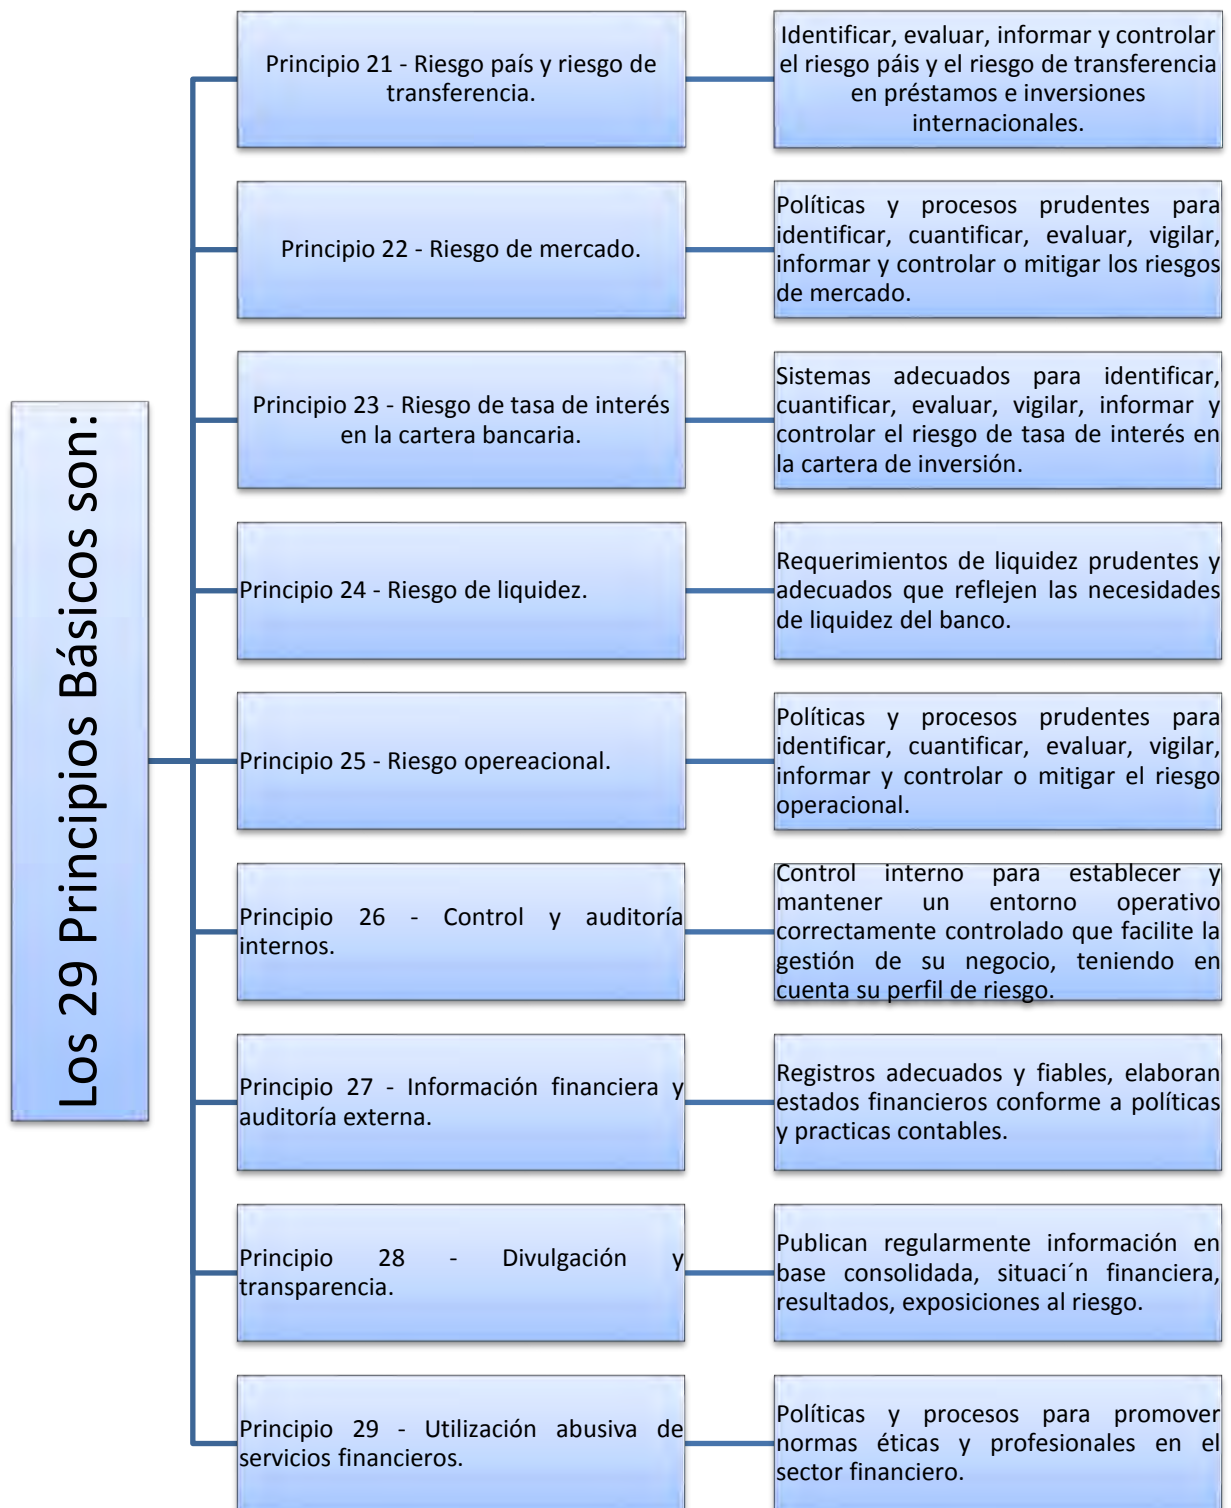 Los 29 Principios Básicos son:
Principio 21 - Riesgo país y riesgo de
transferencia.
Identificar, evaluar, informar y controlar
el riesgo páis y el riesgo de transferencia
en préstamos e inversiones
internacionales.
Principio 22 - Riesgo de mercado.
Políticas y procesos prudentes para
identificar, cuantificar, evaluar, vigilar,
informar y controlar o mitigar los riesgos
de mercado.
Principio 23 - Riesgo de tasa de interés
en la cartera bancaria.
Sistemas adecuados para identificar,
cuantificar, evaluar, vigilar, informar y
controlar el riesgo de tasa de interés en
la cartera de inversión.
Principio 24 - Riesgo de liquidez.
Requerimientos de liquidez prudentes y
adecuados que reflejen las necesidades
de liquidez del banco.
Principio 25 - Riesgo opereacional.
Políticas y procesos prudentes para
identificar, cuantificar, evaluar, vigilar,
informar y controlar o mitigar el riesgo
operacional.
Principio 26 - Control y auditoría
internos.
Control interno para establecer y
mantener un entorno operativo
correctamente controlado que facilite la
gestión de su negocio, teniendo en
cuenta su perfil de riesgo.
Principio 27 - Información financiera y
auditoría externa.
Registros adecuados y fiables, elaboran
estados financieros conforme a políticas
y practicas contables.
Principio 28 - Divulgación y
transparencia.
Publican regularmente información en
base consolidada, situaci´n financiera,
resultados, exposiciones al riesgo.
Principio 29 - Utilización abusiva de
servicios financieros.
Políticas y procesos para promover
normas éticas y profesionales en el
sector financiero.